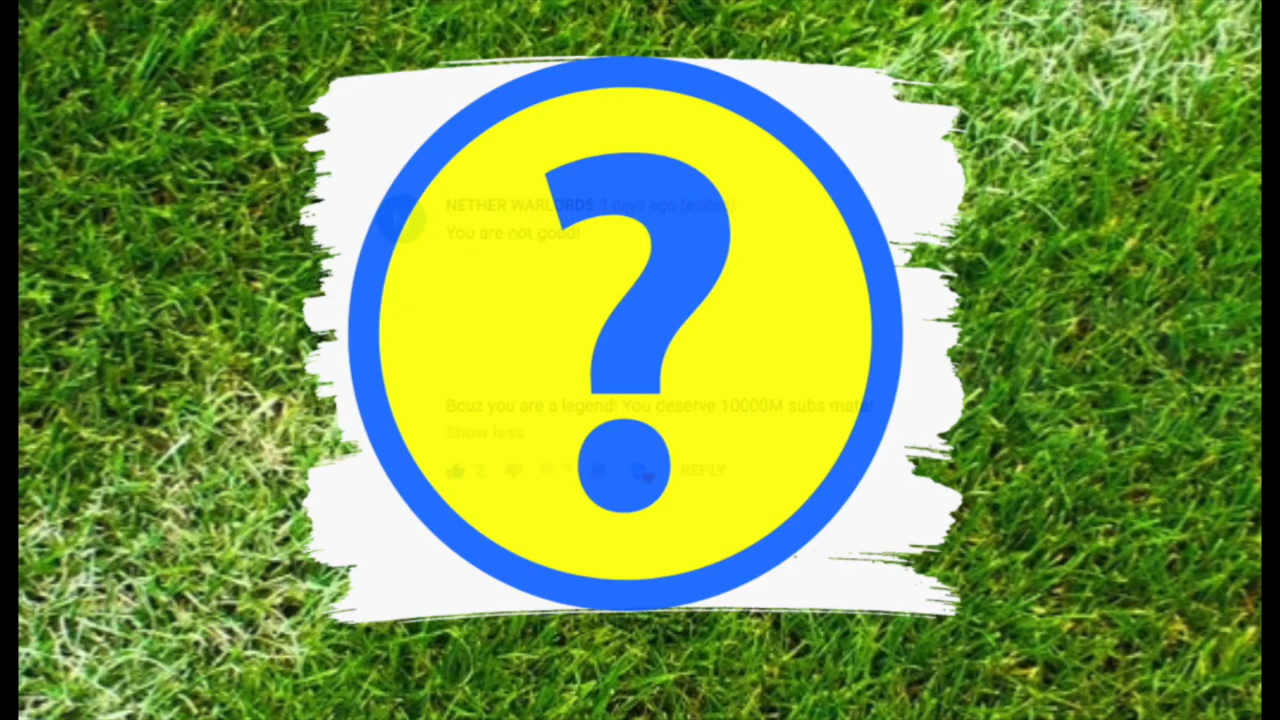 ?
NETHER WARLORDS 3 days ago (edited)
You are not good!
Bcuz you are a legend! You deserve 10000M subs mate!
Show less
2 REPLY